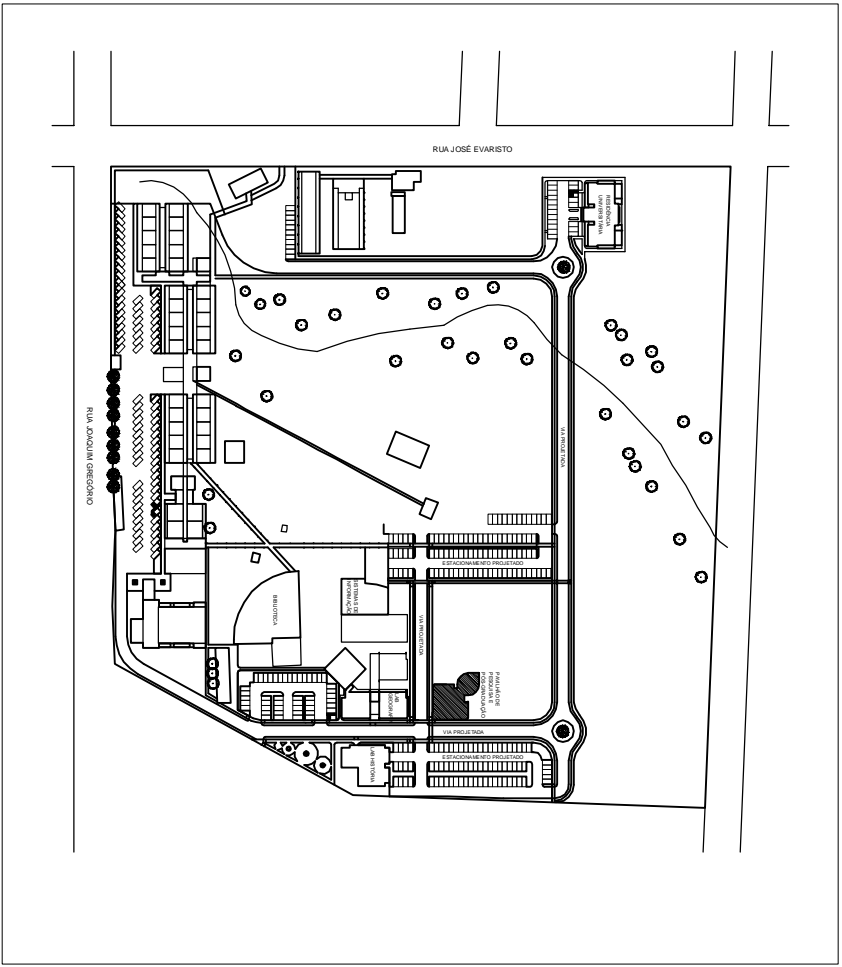 RUA JOSÉ EVARISTO
RESIDÊNCIA
UNIVERSITÁRIA
RUA JOAQUIM GREGÓRIO
VIA PROJETADA
ESTACIONAMENTO PROJETADO
SISTEMAS DE
INFORMAÇÃO
BIBLIOTECA
VIA PROJETADA
PAVILHÃO DE
PESQUISA E
PÓS-GRADUAÇÃO
LAB
VIA PROJETADA
LAB HISTÓRIA
ESTACIONAMENTO PROJETADO